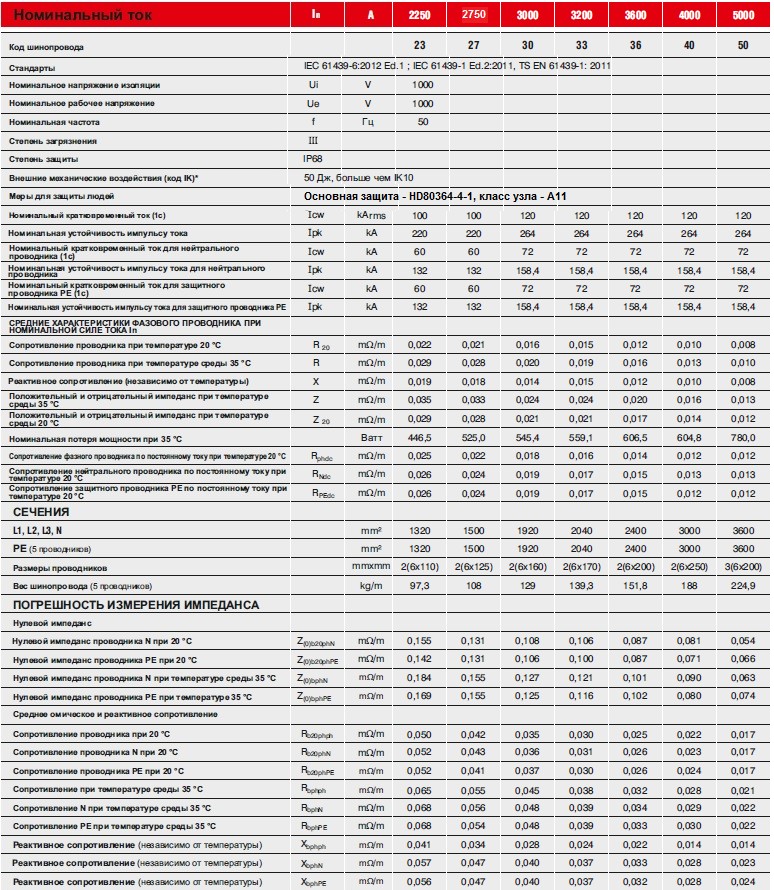 Номинальный ток Iп A 2250 2750 3000 3200 3600 4000 5000
Код шинопровода 23 27 30 33 36 40 50
Стандарты IEC 61439-6:2012 Ed.1 ; IEC 61439-1 Ed.2:2011, TS EN 61439-1: 2011
Номинальное напряжение изоляции Ui V 1000
Номинальное рабочее напряжение Ue V 1000
Номинальная частота f Гц 50
Степень загрязнения III
Степень защиты IP68
Внешние механические воздействия (код IK)* 50 Дж, больше чем IK10
Меры для защиты людей Основная защита - HD80364-4-1, класс узла - A11
Номинальный кратковременный ток (1с) Icw kArms 100 100 120 120 120 120 120
Номинальная устойчивость импульсу тока Ipk kA 220 220 264 264 264 264 264
Номинальный кратковременный ток для нейтрального
проводника (1с) Icw kA 60 60 72 72 72 72 72
Номинальная устойчивость импульсу тока для нейтрального
проводника Ipk kA 132 132 158,4 158,4 158,4 158,4 158,4
Номинальный кратковременный ток для защитного
проводника PE (1с) Icw kA 60 60 72 72 72 72 72
Номинальная устойчивость импульсу тока для защитного проводника PE Ipk kA 132 132 158,4 158,4 158,4 158,4 158,4
СРЕДНИЕ ХАРАКТЕРИСТИКИ ФАЗОВОГО ПРОВОДНИКА ПРИ
НОМИНАЛЬНОЙ СИЛЕ ТОКА In
Сопротивление проводника при температуре 20 °C R 20 mΩ/m 0,022 0,021 0,016 0,015 0,012 0,010 0,008
Сопротивление проводника при температуре среды 35 °C R mΩ/m 0,029 0,028 0,020 0,019 0,016 0,013 0,010
Реактивное сопротивление (независимо от температуры) X mΩ/m 0,019 0,018 0,014 0,015 0,012 0,010 0,008
Положительный и отрицательный импеданс при температуре
среды 35 °C Z mΩ/m 0,035 0,033 0,024 0,024 0,020 0,016 0,013
Положительный и отрицательный импеданс при температуре
среды 20 °C Z 20 mΩ/m 0,029 0,028 0,021 0,021 0,017 0,014 0,012
Номинальная потеря мощности при 35 °C Ватт 446,5 525,0 545,4 559,1 606,5 604,8 780,0
Сопротивление фазного проводника по постоянному току при температуре 20 °C Rphdc mΩ/m 0,025 0,022 0,018 0,016 0,014 0,012 0,012
Сопротивление нейтрального проводника по постоянному току при
температуре 20 °C RNdc mΩ/m 0,026 0,024 0,019 0,017 0,015 0,013 0,013
Сопротивление защитного проводника PE по постоянному току при
температуре 20 °C RPEdc mΩ/m 0,026 0,024 0,019 0,017 0,015 0,012 0,012
СЕЧЕНИЯ
L1, L2, L3, N mm² 1320 1500 1920 2040 2400 3000 3600
PE (5 проводников) mm² 1320 1500 1920 2040 2400 3000 3600
Размеры проводников mmxmm 2(6x110) 2(6x125) 2(6x160) 2(6x170) 2(6x200) 2(6x250) 3(6x200)
Вес шинопровода (5 проводников) kg/m 97,3 108 129 139,3 151,8 188 224,9
ПОГРЕШНОСТЬ ИЗМЕРЕНИЯ ИМПЕДАНСА
Нулевой импеданс
Нулевой импеданс проводника N при 20 °C Z(0)b20phN mΩ/m 0,155 0,131 0,108 0,106 0,087 0,081 0,054
Нулевой импеданс проводника PE при 20 °C Z(0)b20phPE mΩ/m 0,142 0,131 0,106 0,100 0,087 0,071 0,066
Нулевой импеданс проводника N при температуре среды 35 °C Z(0)bphN mΩ/m 0,184 0,155 0,127 0,121 0,101 0,090 0,063
Нулевой импеданс проводника PE при температуре 35 °C Z(0)bphPE mΩ/m 0,169 0,155 0,125 0,116 0,102 0,080 0,074
Среднее омическое и реактивное сопротивление
Сопротивление проводника при 20 °C Rb20phph mΩ/m 0,050 0,042 0,035 0,030 0,025 0,022 0,017
Сопротивление проводника N при 20 °C Rb20phN mΩ/m 0,052 0,043 0,036 0,031 0,026 0,023 0,017
Сопротивление проводника PE при 20 °C Rb20phPE mΩ/m 0,052 0,041 0,037 0,030 0,026 0,024 0,017
Сопротивление при температуре среды 35 °C Rbphph mΩ/m 0,065 0,055 0,045 0,038 0,032 0,028 0,021
Сопротивление N при температуре среды 35 °C RbphN mΩ/m 0,068 0,056 0,048 0,039 0,034 0,029 0,022
Сопротивление PE при температуре среды 35 °C RbphPE mΩ/m 0,068 0,054 0,048 0,039 0,033 0,030 0,022
Реактивное сопротивление (независимо от температуры) Xbphph mΩ/m 0,041 0,034 0,028 0,024 0,022 0,014 0,014
Реактивное сопротивление (независимо от температуры) XbphN mΩ/m 0,057 0,047 0,040 0,037 0,033 0,028 0,023
Реактивное сопротивление (независимо от температуры) XbphPE mΩ/m 0,056 0,047 0,040 0,037 0,032 0,028 0,024